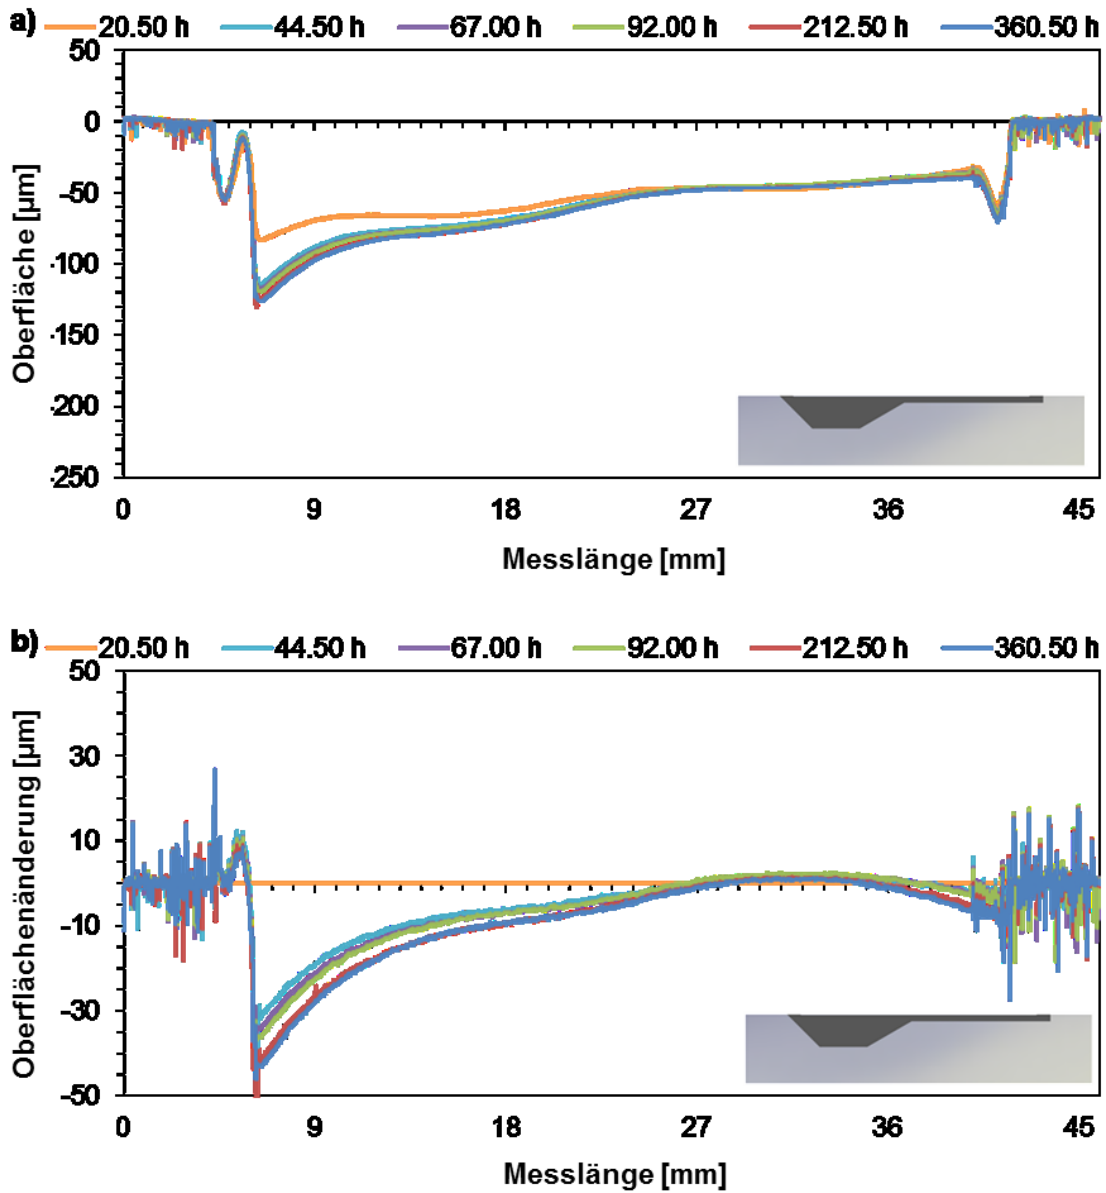 a) 20.50 h 44.50 h 67.00 h 92.00 h 212.50 h 360.50 h
50
0
-50
-100
-150
-200
-250
Oberfläche [µm]
0 9 18 27 36 45
Messlänge [mm]
b) 20.50 h 44.50 h 67.00 h 92.00 h 212.50 h 360.50 h
50
30
10
-10
-30
-50
Oberflächenänderung [µm]
0 9 18 27 36 45
Messlänge [mm]